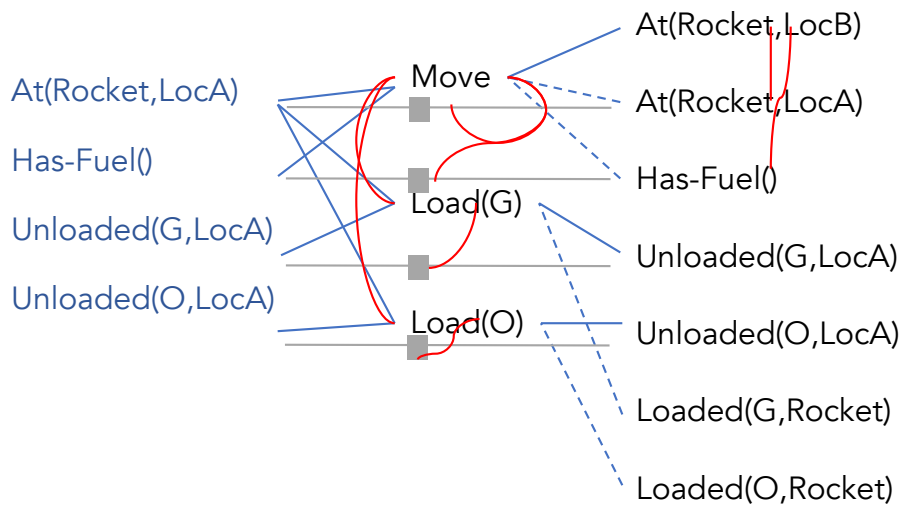 At(Rocket,LocA)
Has-Fuel()
Unloaded(G,LocA)
Unloaded(O,LocA)
Move
Load(G)
Load(O)
At(Rocket,LocB)
At(Rocket,LocA)
Has-Fuel()
Unloaded(G,LocA)
Unloaded(O,LocA)
Loaded(G,Rocket)
Loaded(O,Rocket)